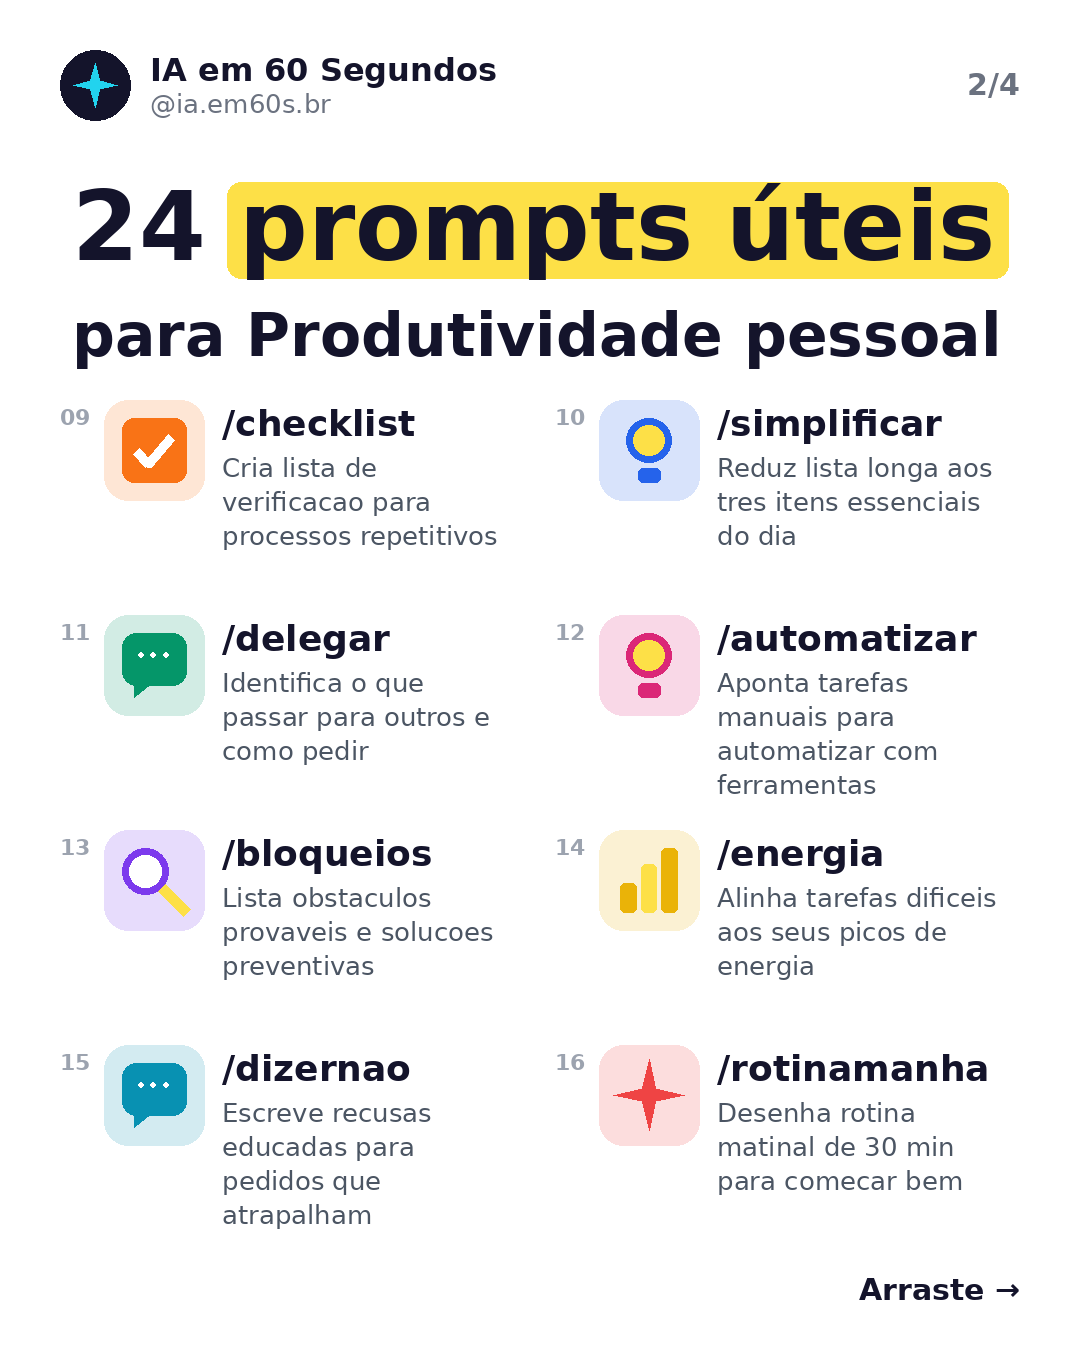 IA em 60 Segundos
@ia.em60s.br
2/4
24 prompts úteis
para Produtividade pessoal
09
/checklist
Cria lista de
verificacao para
processos repetitivos
10
/simplificar
Reduz lista longa aos
tres itens essenciais
do dia
11
/delegar
Identifica o que
passar para outros e
como pedir
12
/automatizar
Aponta tarefas
manuais para
automatizar com
ferramentas
13
/bloqueios
Lista obstaculos
provaveis e solucoes
preventivas
14
/energia
Alinha tarefas dificeis
aos seus picos de
energia
15
/dizernao
Escreve recusas
educadas para
pedidos que
atrapalham
16
/rotinamanha
Desenha rotina
matinal de 30 min
para comecar bem
Arraste →